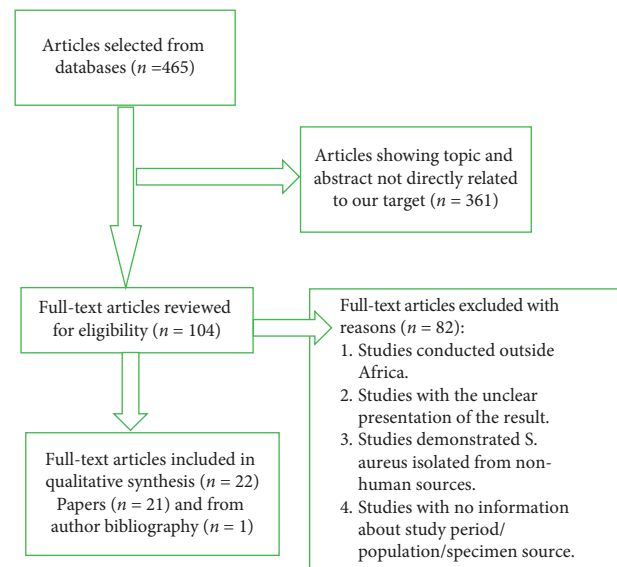 Articles selected from
databases (n =465)
Articles showing topic and
abstract not directly related
to our target (n = 361)
Full-text articles reviewed
for eligibility (n = 104)
Full-text articles excluded with
reasons (n = 82):
1. Studies conducted outside
Africa.
2. Studies with the unclear
presentation of the result.
3. Studies demonstrated S.
aureus isolated from non-
human sources.
4. Studies with no information
about study period/
population/specimen source.
Full-text articles included in
qualitative synthesis (n = 22)
Papers (n = 21) and from
author bibliography (n = 1)